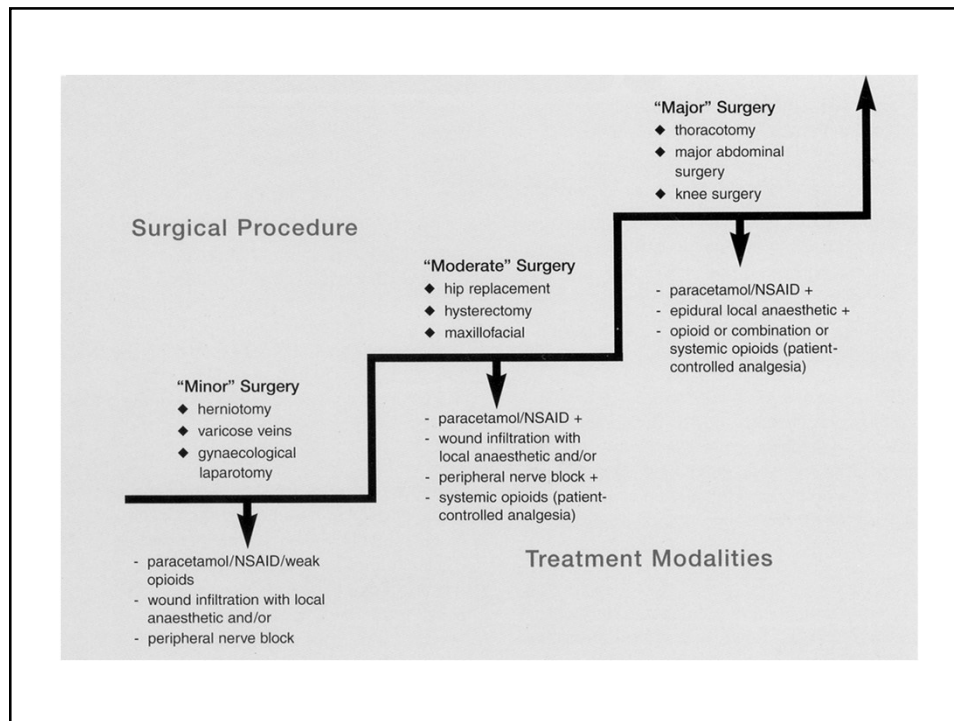 "Major" Surgery
◆ thoracotomy
◆ major abdominal
surgery
◆ knee surgery
Surgical Procedure
"Moderate" Surgery
◆ hip replacement
◆ hysterectomy
◆ maxillofacial
- paracetamol/NSAID +
- epidural local anaesthetic +
- opioid or combination or
systemic opioids (patient-
controlled analgesia)
"Minor" Surgery
◆ herniotomy
◆ varicose veins
◆ gynaecological
laparotomy
- paracetamol/NSAID +
- wound infiltration with
local anaesthetic and/or
- peripheral nerve block +
- systemic opioids (patient-
controlled analgesia)
Treatment Modalities
- paracetamol/NSAID/weak
opioids
- wound infiltration with local
anaesthetic and/or
- peripheral nerve block